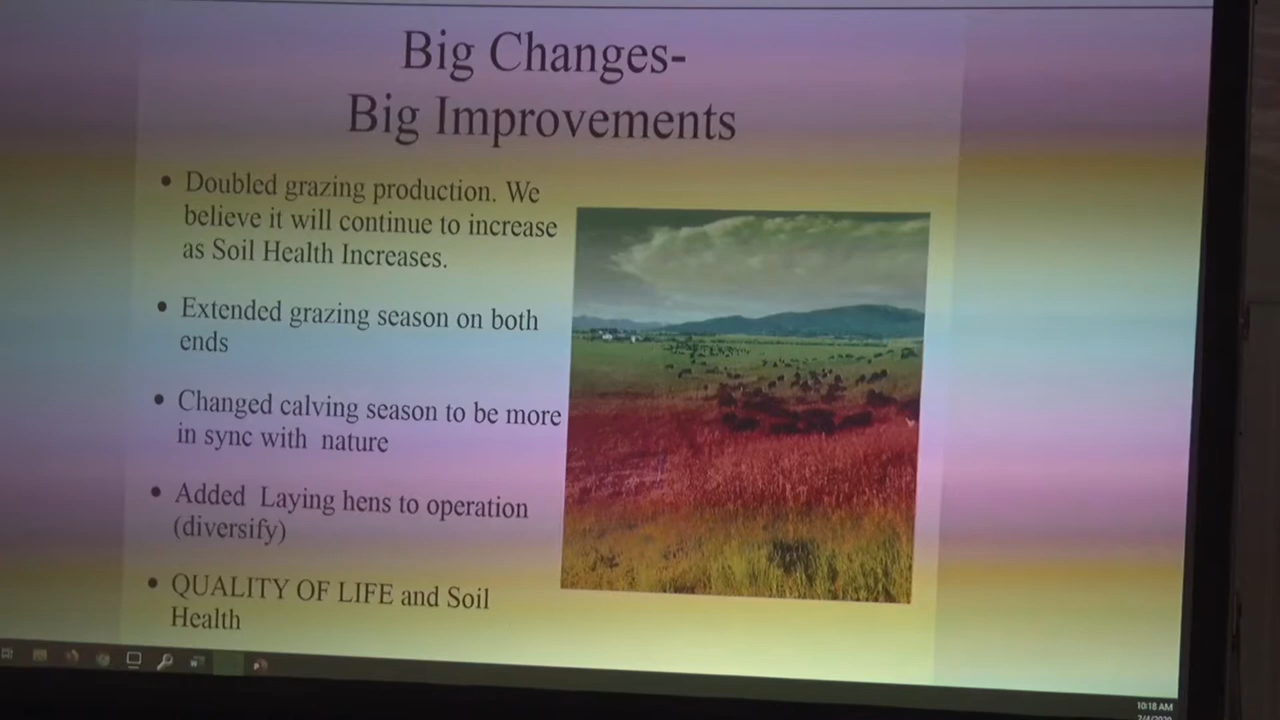 Big Changes-
Big Improvements
• Doubled grazing production. We
believe it will continue to increase
as Soil Health Increases.
• Extended grazing season on both
ends
• Changed calving season to be more
in sync with nature
• Added Laying hens to operation
(diversify)
• QUALITY OF LIFE and Soil
Health
10:18 AM